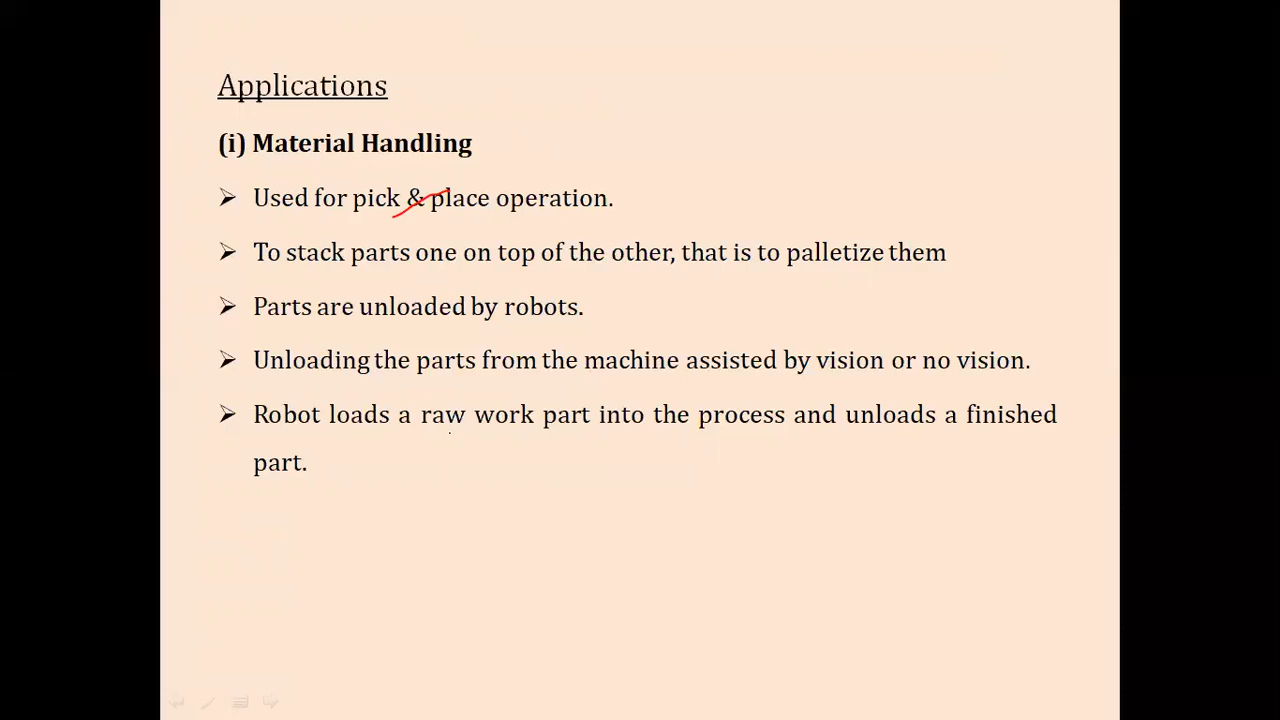 Applications
(i) Material Handling
➢ Used for pick & place operation.
➢ To stack parts one on top of the other, that is to palletize them
➢ Parts are unloaded by robots.
➢ Unloading the parts from the machine assisted by vision or no vision.
➢ Robot loads a raw work part into the process and unloads a finished
part.